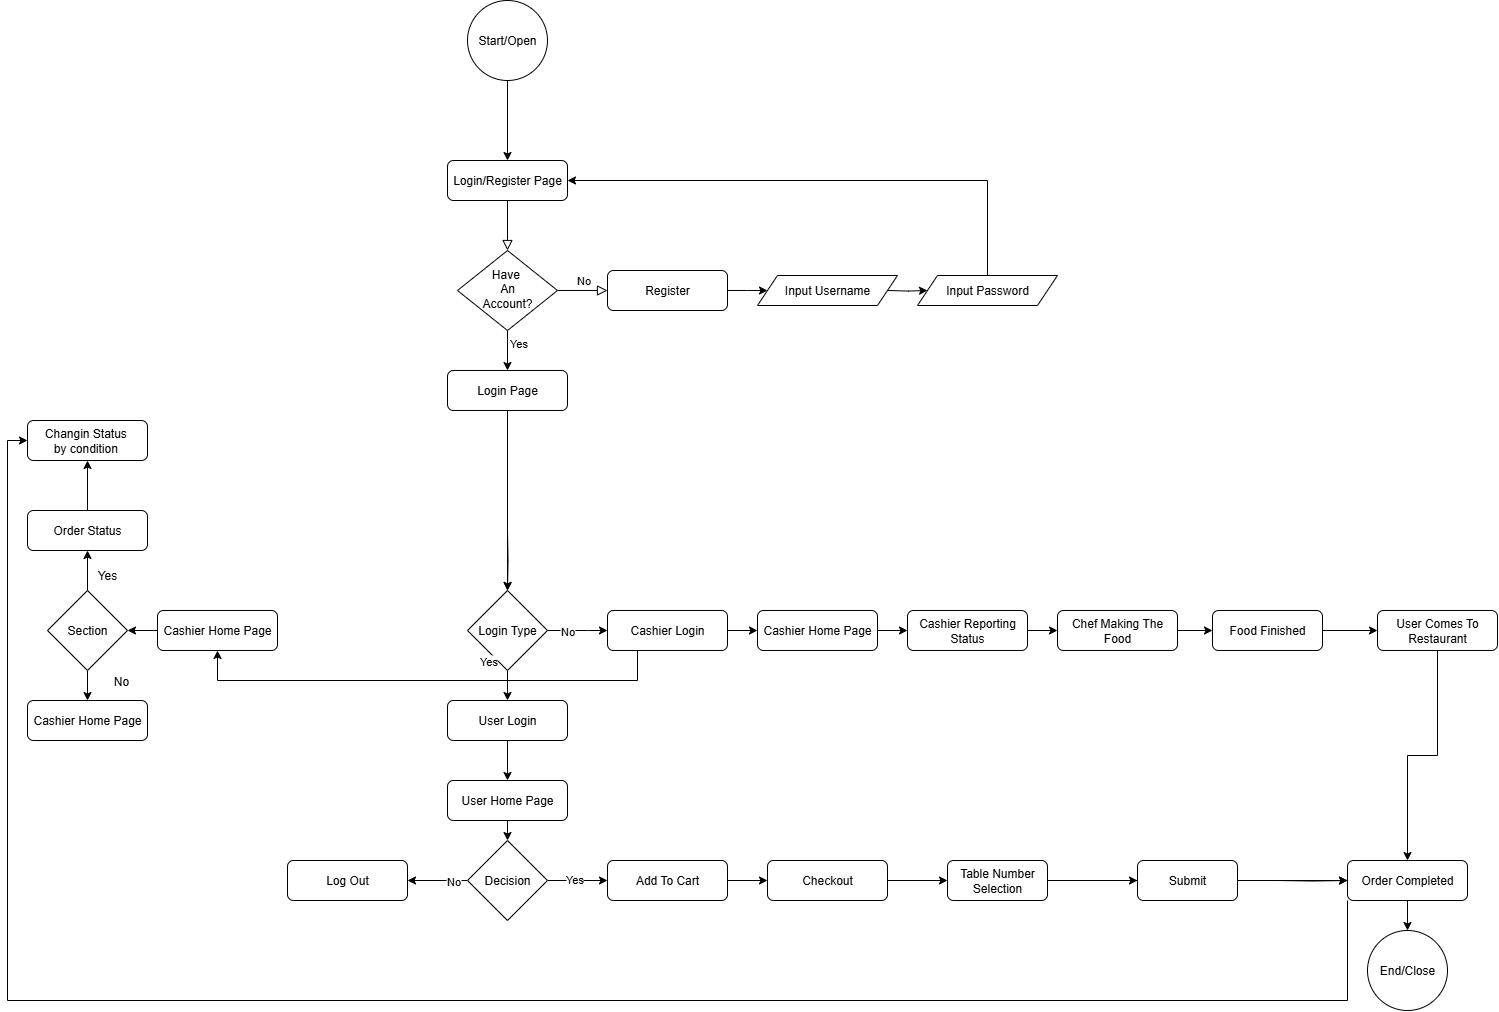 Start/Open
Login/Register Page
Have
An
Account?
No
Register
Input Username
Input Password
Yes
Login Page
Changin Status
by condition
Order Status
Yes
Section
Cashier Home Page
No
Cashier Home Page
Login Type
No
Cashier Login
Cashier Home Page
Cashier Reporting
Status
Chef Making The
Food
Food Finished
User Comes To
Restaurant
Yes
User Login
User Home Page
Log Out
No
Decision
Yes
Add To Cart
Checkout
Table Number
Selection
Submit
Order Completed
End/Close